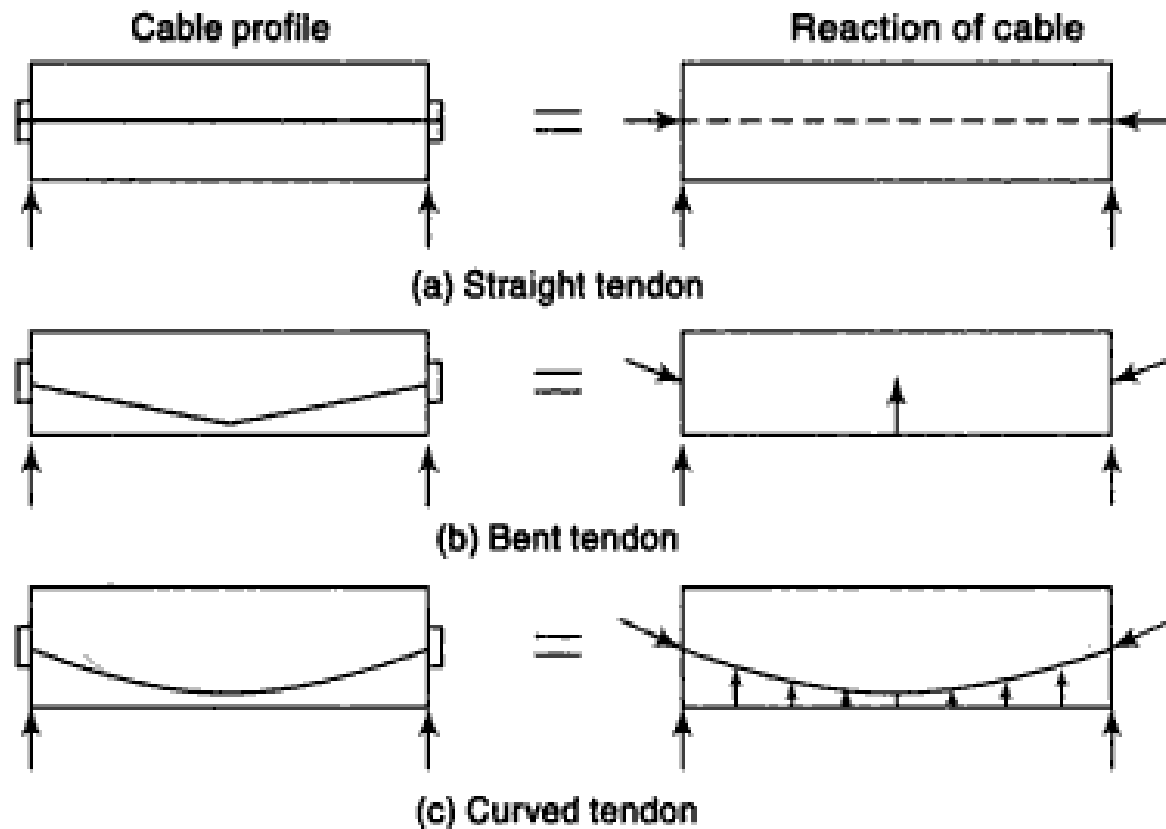 Cable profile
Reaction of cable
(a) Straight tendon
(b) Bent tendon
(c) Curved tendon